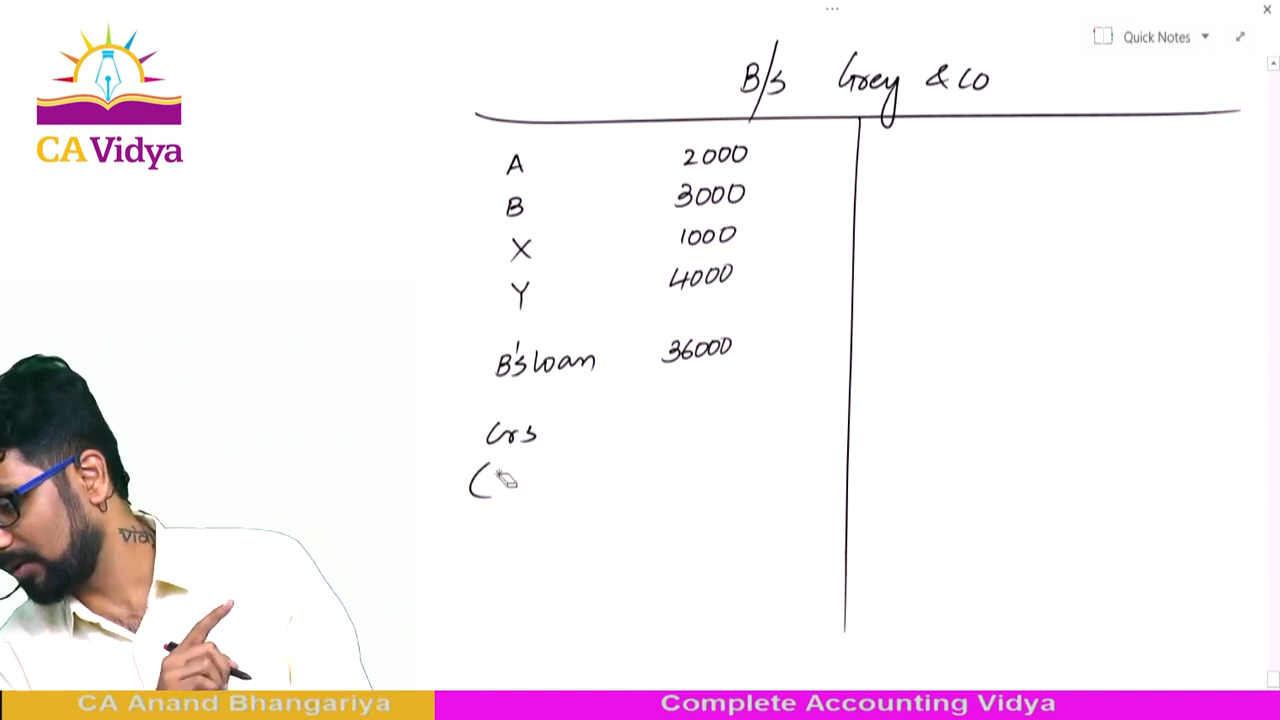 Quick Notes
CA Vidya
B/s Grey & CO
A 2000
B 3000
X 1000
Y 4000
B's loan 36000
Crs
(
CA Anand Bhangariya
Complete Accounting Vidya